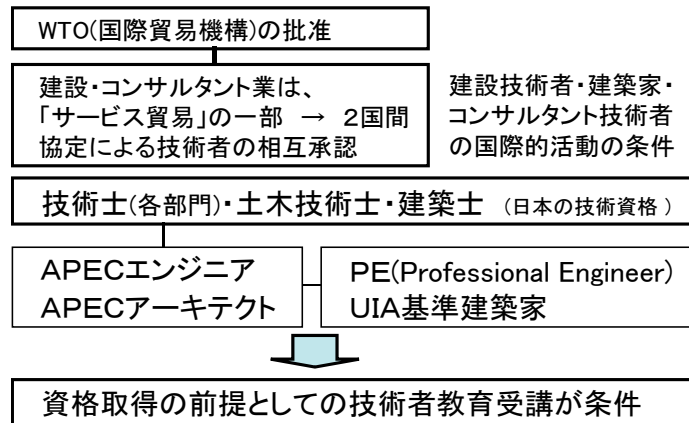 WTO(国際貿易機構)の批准
建設・コンサルタント業は、
「サービス貿易」の一部 → 2国間
協定による技術者の相互承認
建設技術者・建築家・
コンサルタント技術者
の国際的活動の条件
技術士(各部門)・土木技術士・建築士 (日本の技術資格)
APECエンジニア
APECアーキテクト
PE(Professional Engineer)
UIA基準建築家
資格取得の前提としての技術者教育受講が条件